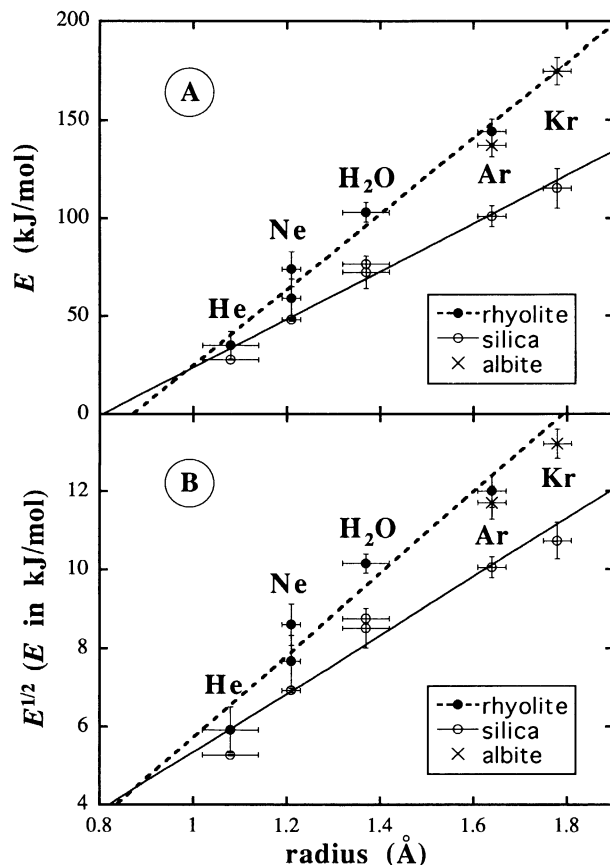 200
A
Kr
150
Ar
H2O
E (kJ/mol)
100
Ne
He
50
rhyolite
silica
albite
0
B
12
Kr
H2O
Ar
10
Ne
E1/2 (E in kJ/mol)
8
He
6
rhyolite
silica
albite
4
0.8 1 1.2 1.4 1.6 1.8
radius (Å)